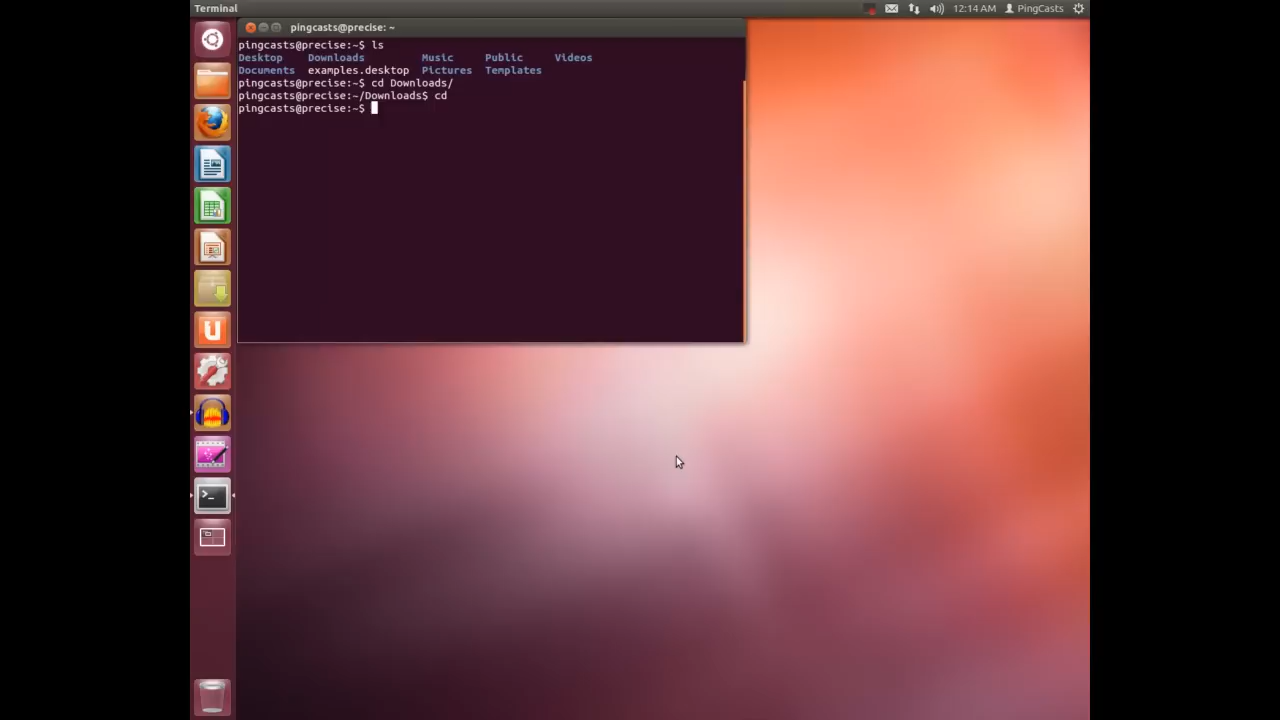 Terminal
12:14 AM
PingCasts
pingcasts@precise: ~
pingcasts@precise:~$ ls
Desktop Downloads Music Public Videos
Documents examples.desktop Pictures Templates
pingcasts@precise:~$ cd Downloads/
pingcasts@precise:~/Downloads$ cd
pingcasts@precise:~$